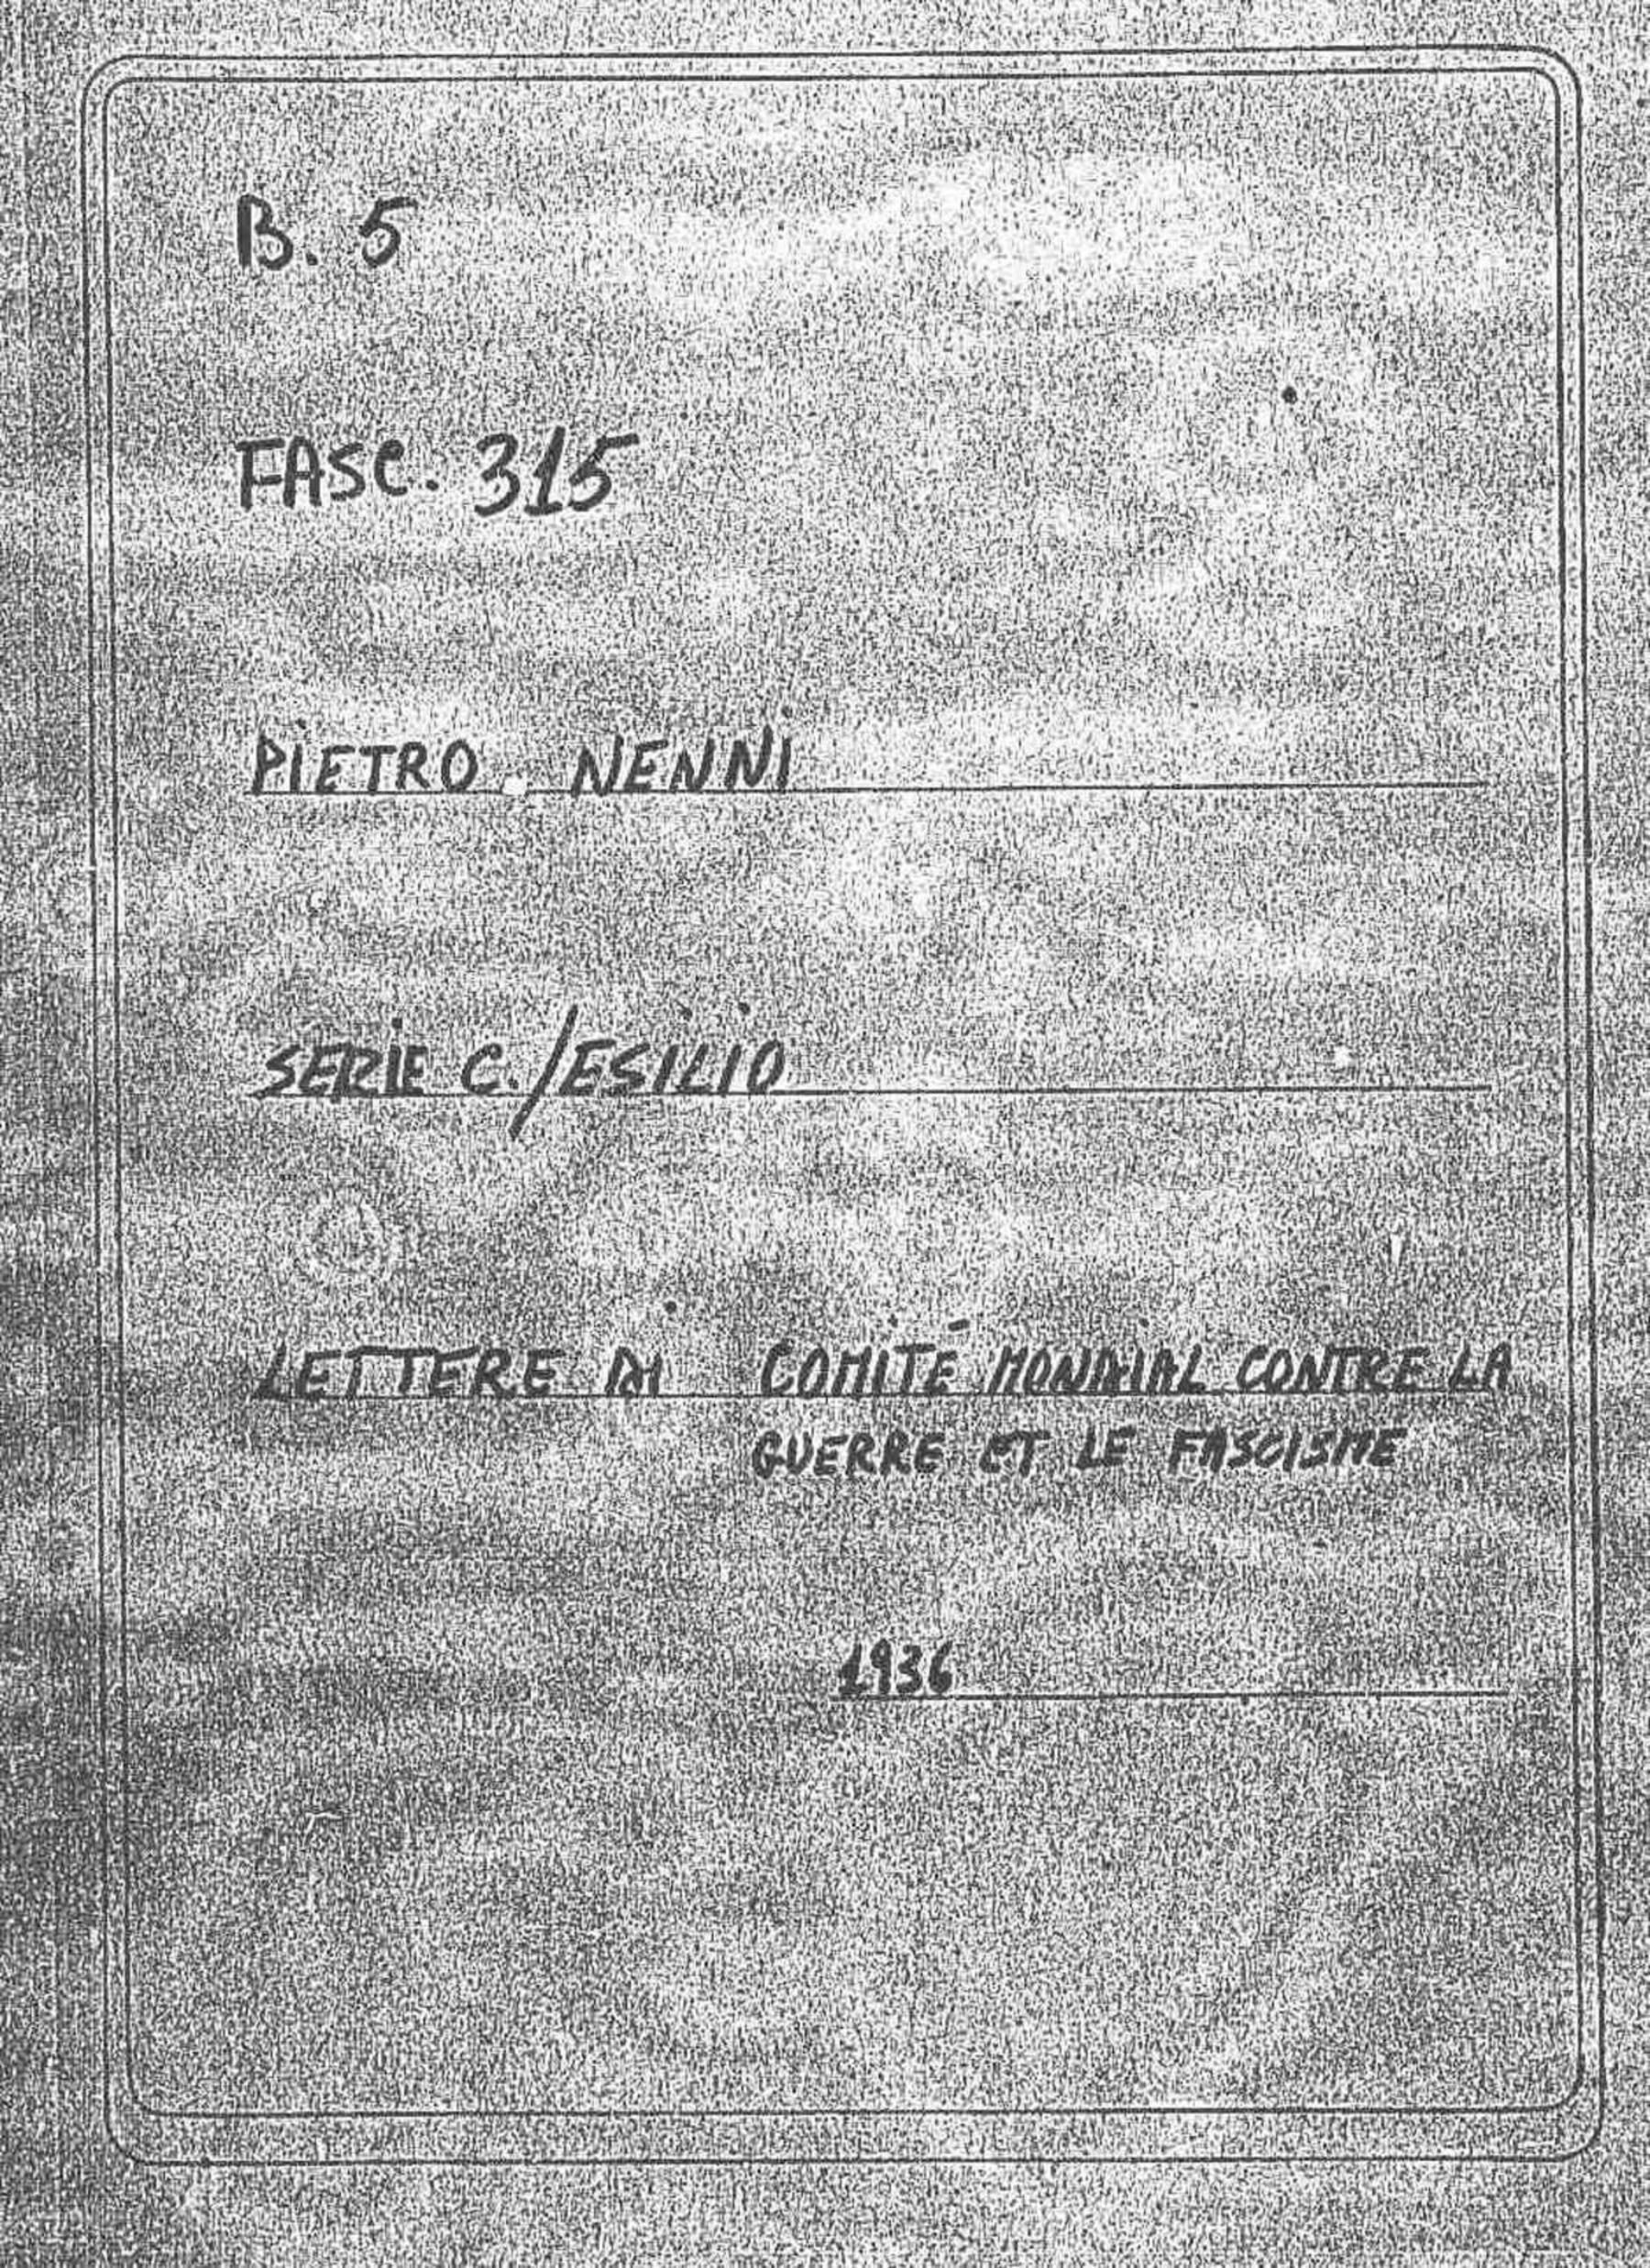 B. 5
FASC. 315
PIETRO NENNI
SERIE C./ESILIO
LETTERE DI COMITÉ MONDIAL CONTRE LA
GUERRE ET LE FASCISME
1936